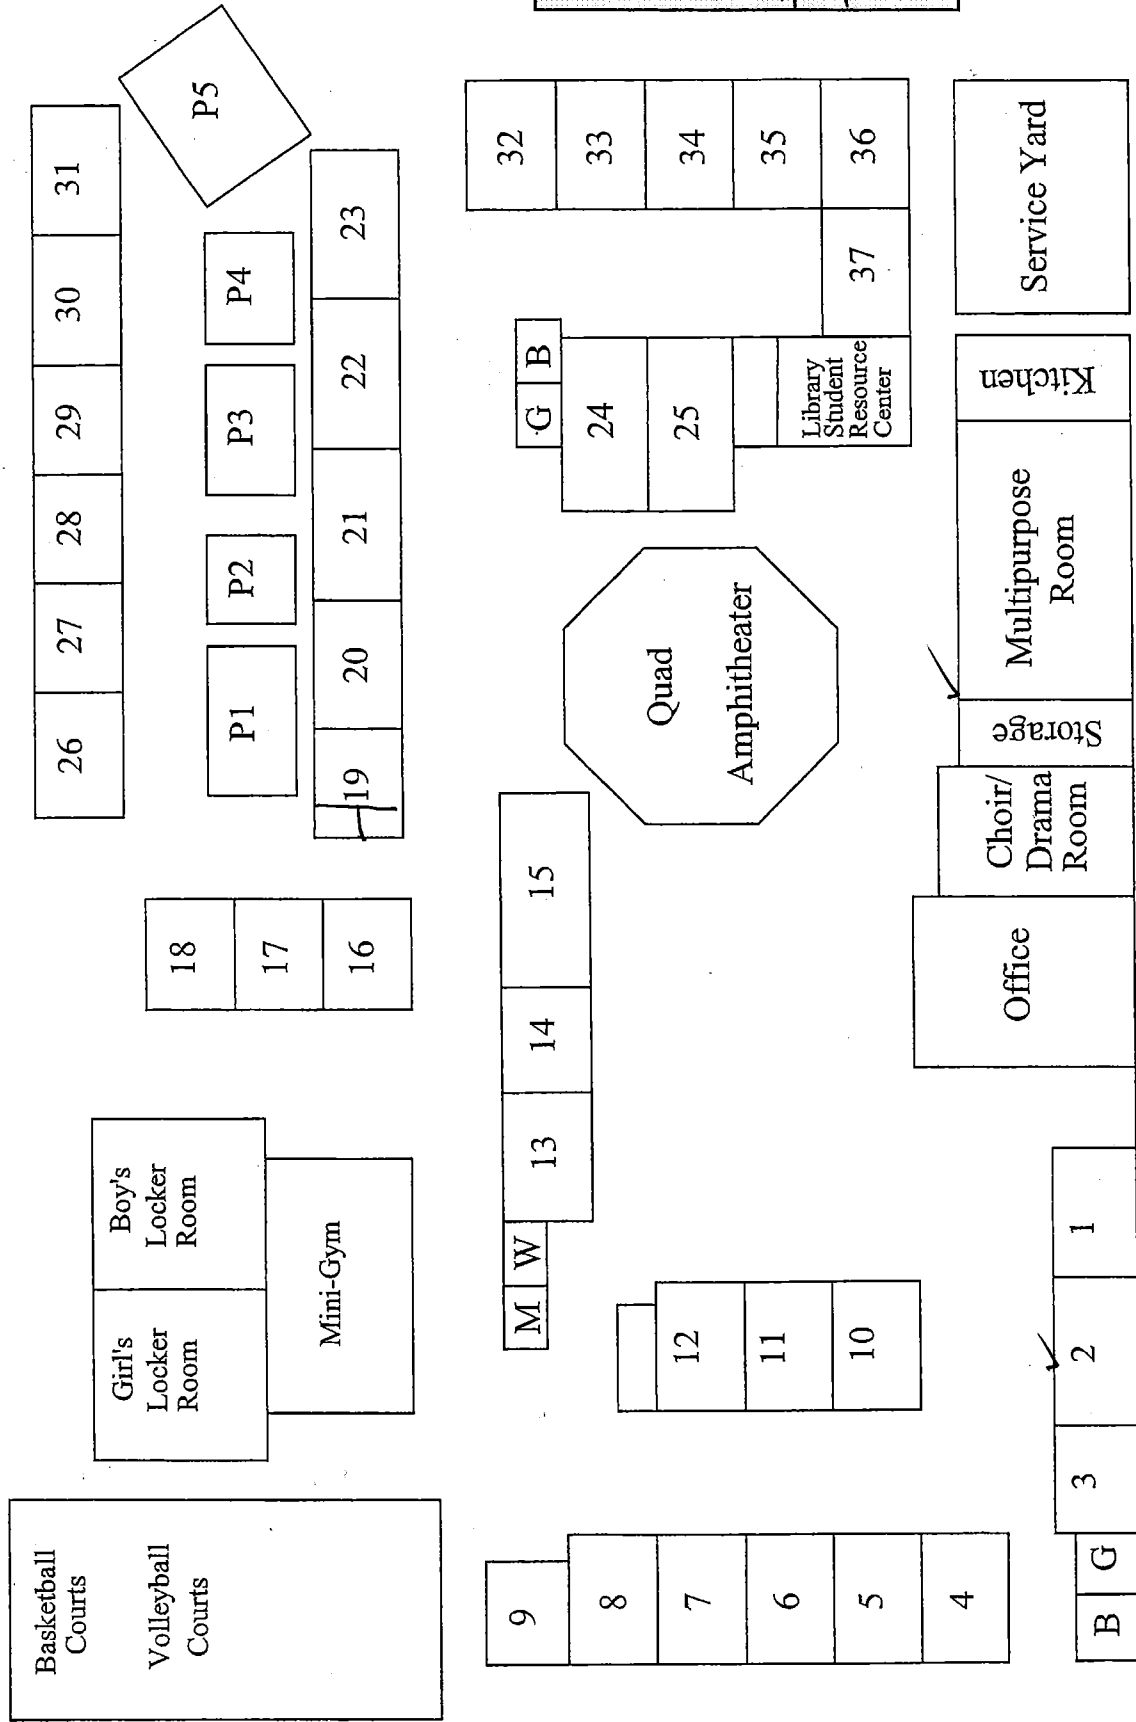 Basketball
Courts
Volleyball
Courts
Girl's
Locker
Room
Boy's
Locker
Room
Mini-Gym
26
27
28
29
30
31
18
17
16
P1
P2
P3
P4
P5
19
20
21
22
23
9
8
7
6
5
4
M
W
13
14
15
12
11
10
Quad
Amphitheater
G
B
24
25
Library
Student
Resource
Center
32
33
34
35
36
37
B
G
3
2
1
Office
Choir/
Drama
Room
Storage
Multipurpose
Room
Kitchen
Service Yard